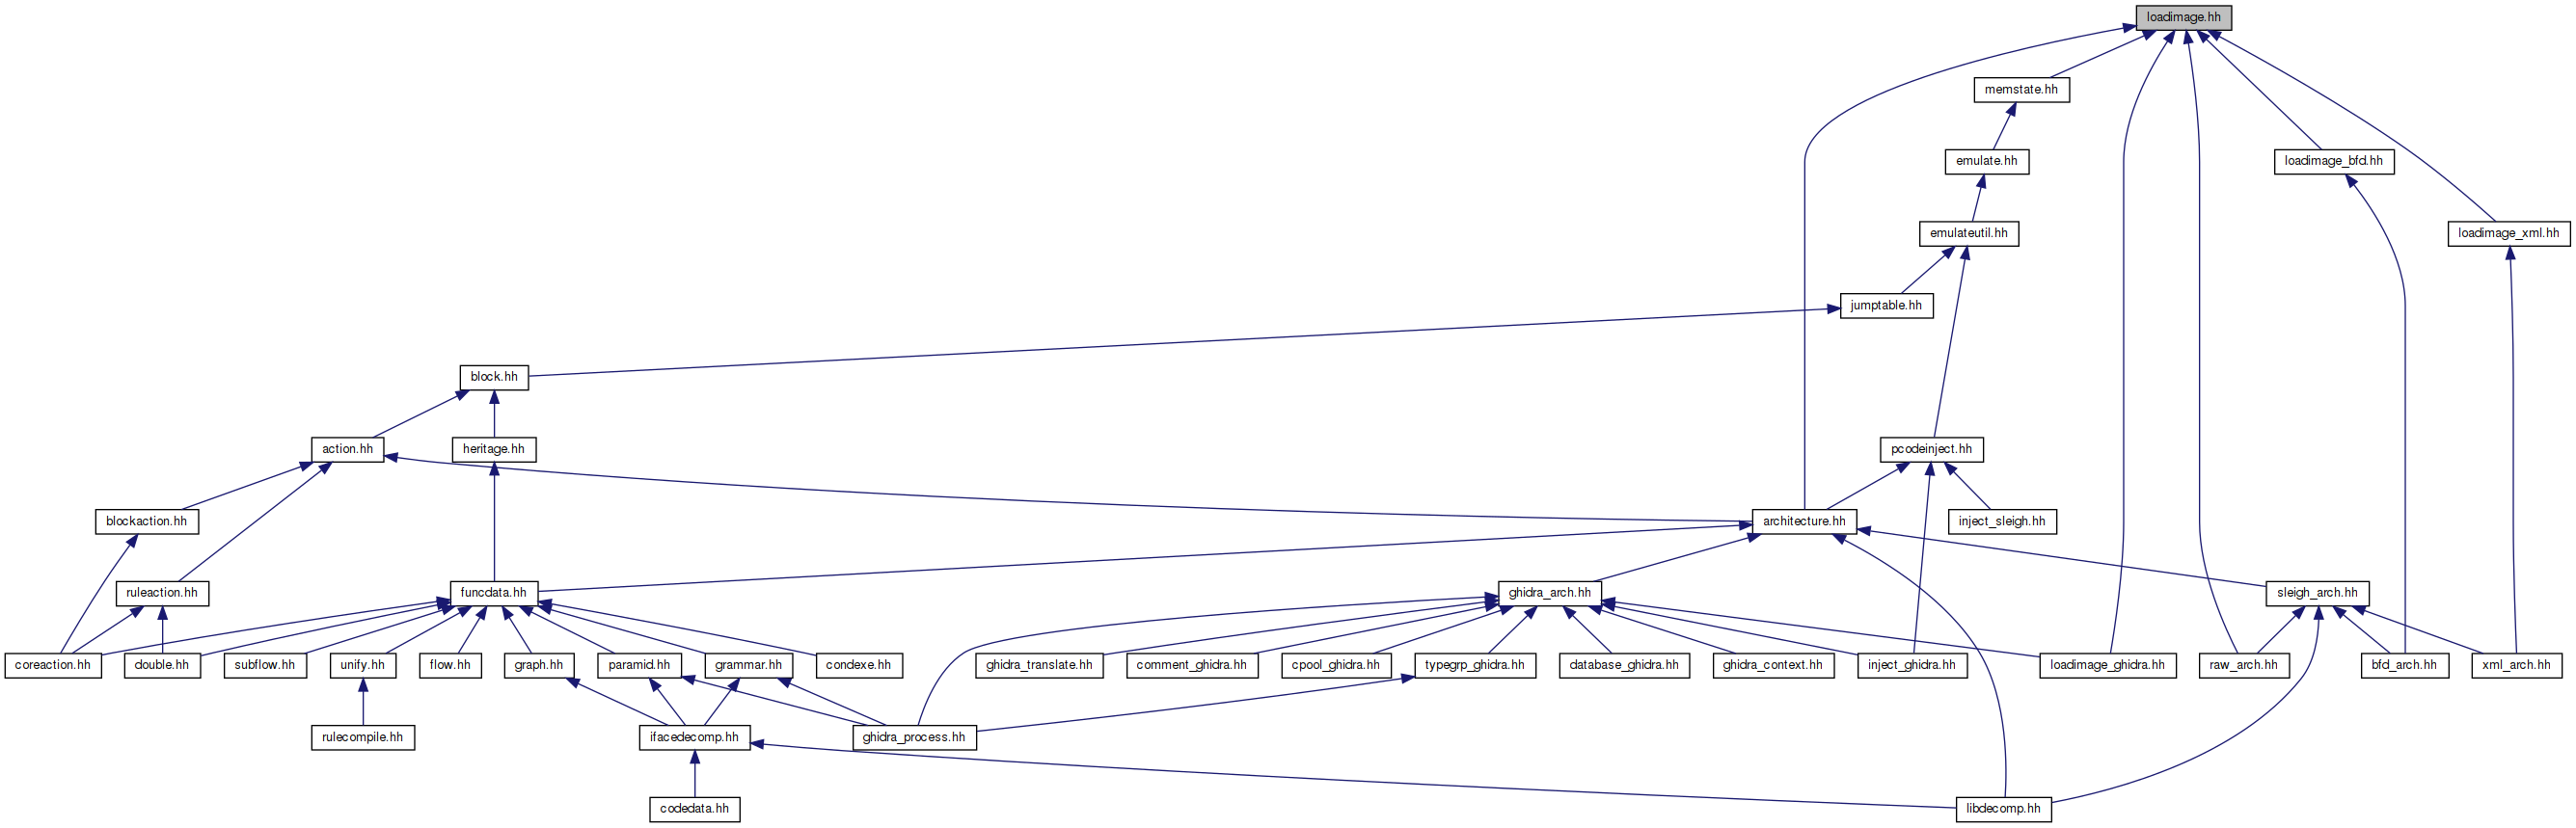 loadimage.hh
memstate.hh
emulate.hh
loadimage_bfd.hh
emulateutil.hh
loadimage_xml.hh
jumptable.hh
block.hh
action.hh
heritage.hh
pcodeinject.hh
blockaction.hh
architecture.hh
inject_sleigh.hh
ruleaction.hh
funcdata.hh
ghidra_arch.hh
sleigh_arch.hh
coreaction.hh
double.hh
subflow.hh
unify.hh
flow.hh
graph.hh
paramid.hh
grammar.hh
condexe.hh
ghidra_translate.hh
comment_ghidra.hh
cpool_ghidra.hh
typegrp_ghidra.hh
database_ghidra.hh
ghidra_context.hh
inject_ghidra.hh
loadimage_ghidra.hh
raw_arch.hh
bfd_arch.hh
xml_arch.hh
rulecompile.hh
ifacedecomp.hh
ghidra_process.hh
codedata.hh
libdecomp.hh